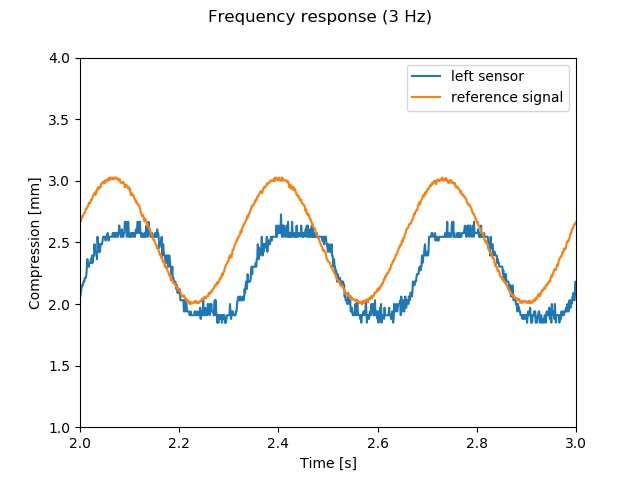 Frequency response (3 Hz)
left sensor
reference signal
4.0
3.5
3.0
2.5
2.0
1.5
1.0
Compression [mm]
2.0 2.2 2.4 2.6 2.8 3.0
Time [s]